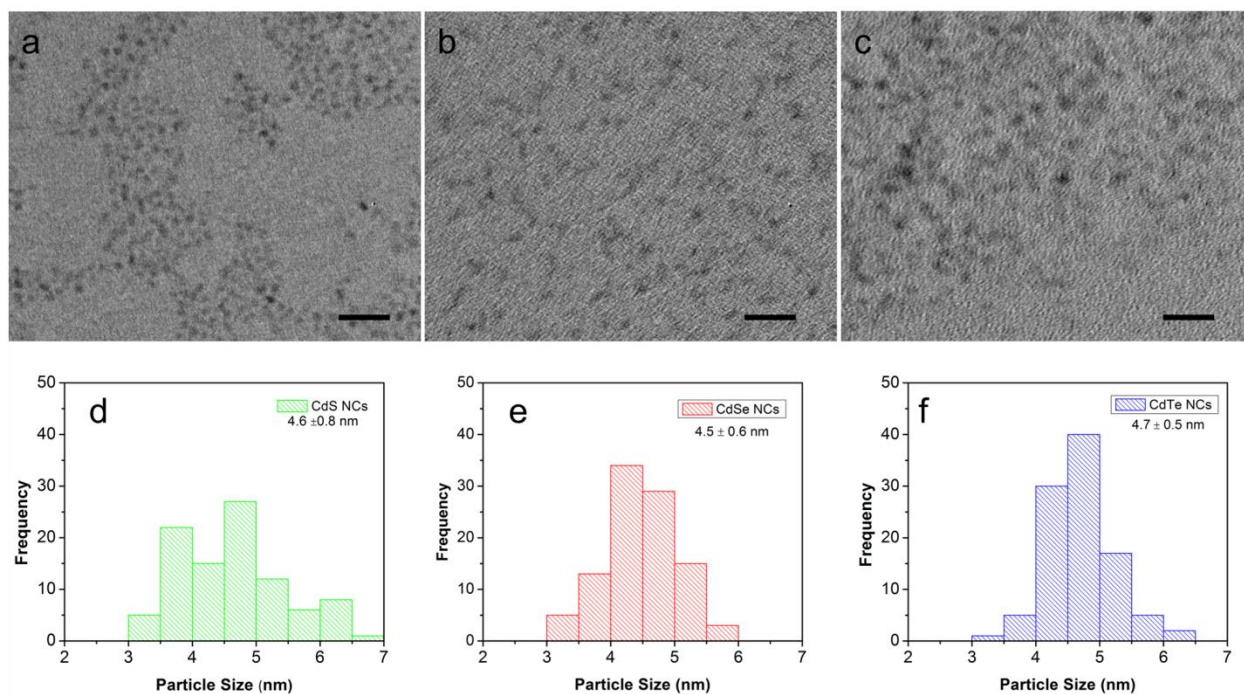 a
b
c
d
CdS NCs
4.6 ±0.8 nm
50
40
30
20
10
0
Frequency
2 3 4 5 6 7
Particle Size (nm)
e
CdSe NCs
4.5 ± 0.6 nm
50
40
30
20
10
0
Frequency
2 3 4 5 6 7
Particle Size (nm)
f
CdTe NCs
4.7 ± 0.5 nm
50
40
30
20
10
0
Frequency
2 3 4 5 6 7
Particle Size (nm)